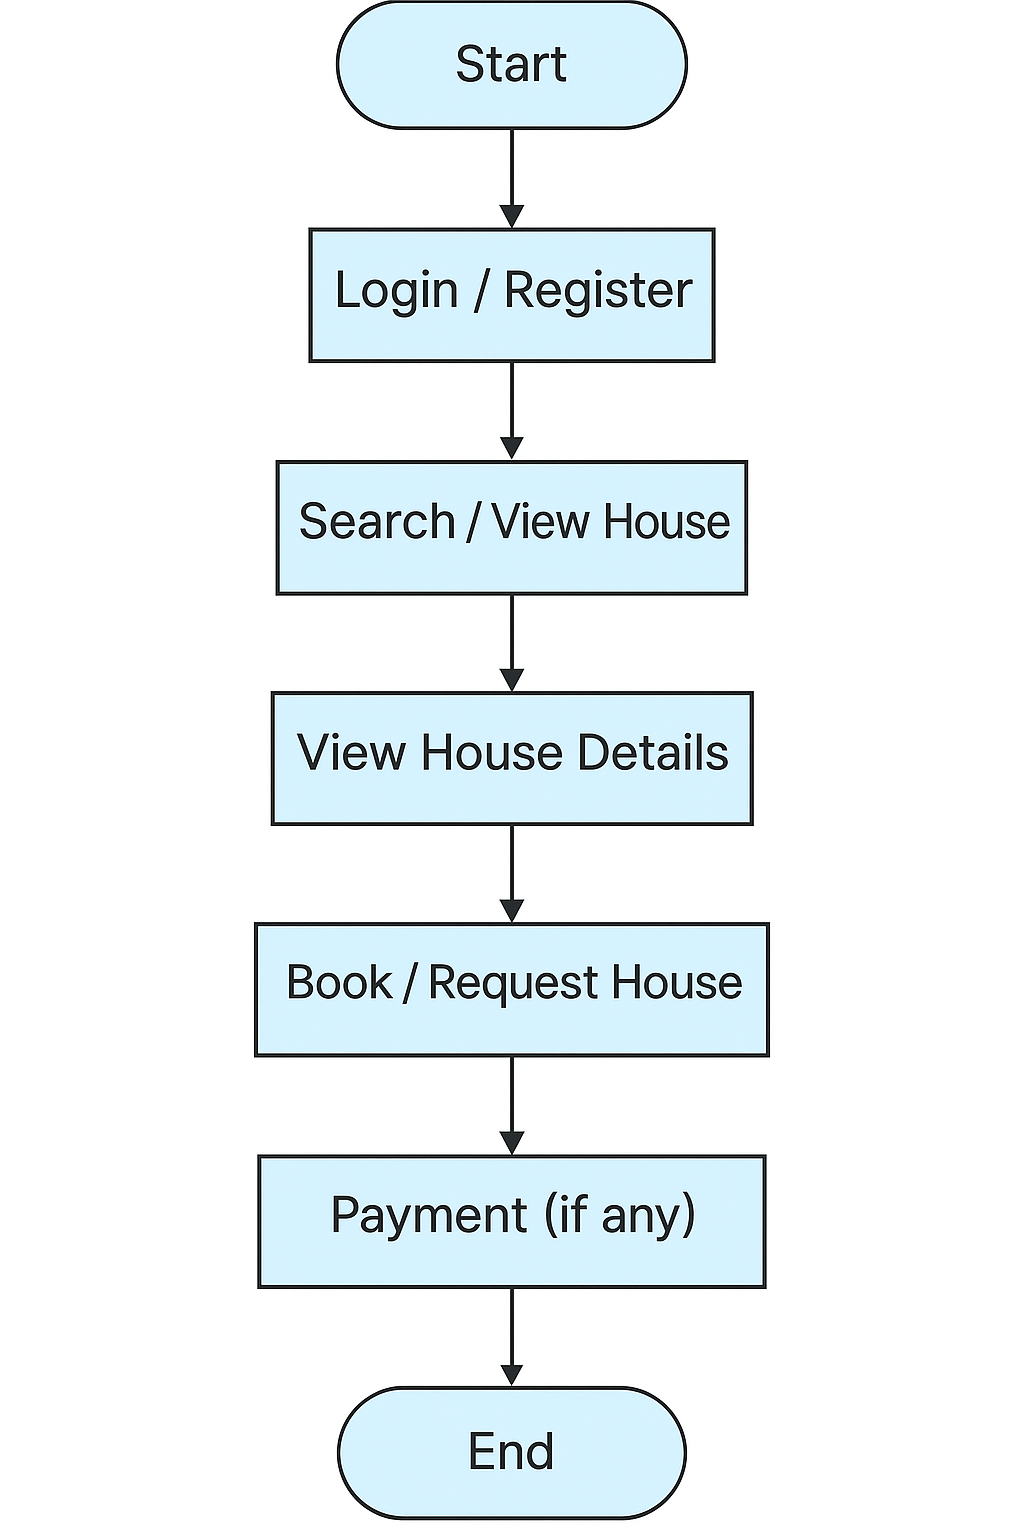 Start
Login / Register
Search / View House
View House Details
Book / Request House
Payment (if any)
End